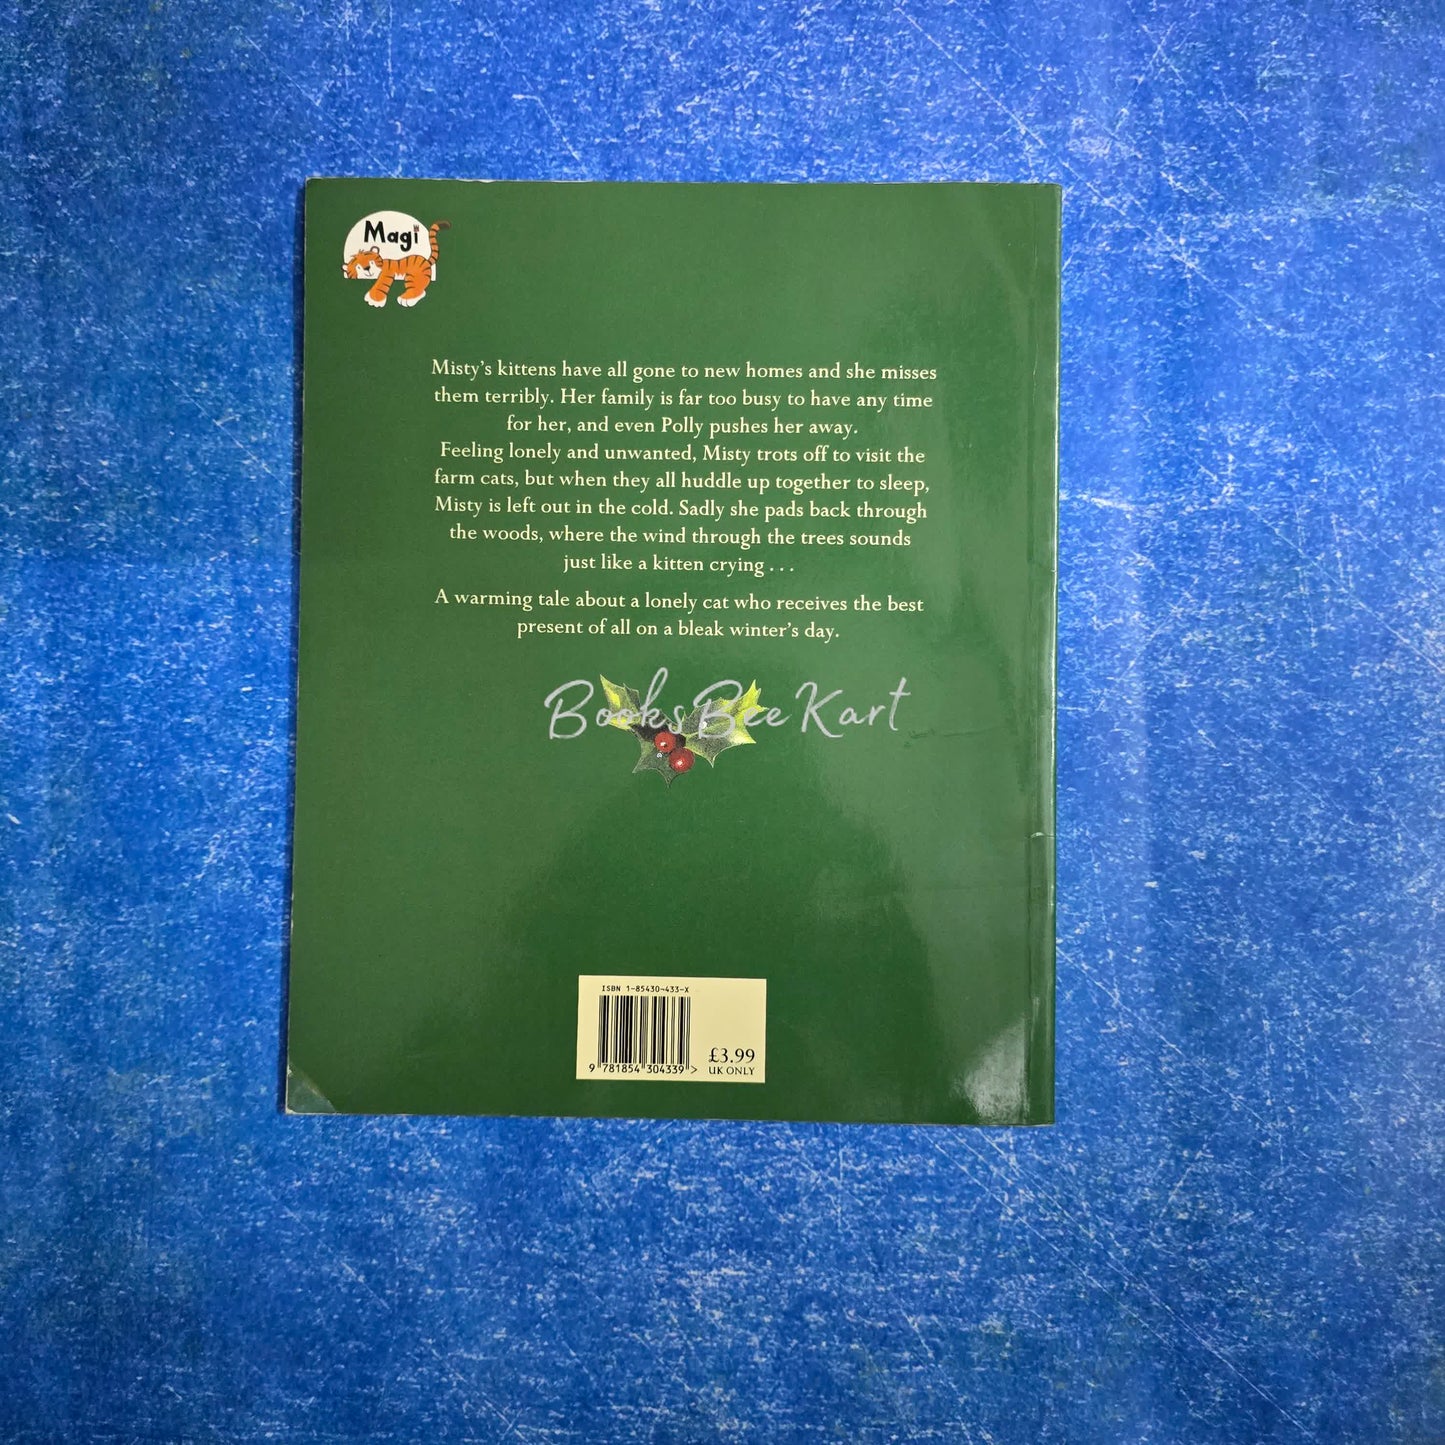 Magi
Misty's kittens have all gone to new homes and she misses
them terribly. Her family is far too busy to have any time
for her, and even Polly pushes her away.
Feeling lonely and unwanted, Misty trots off to visit the
farm cats, but when they all huddle up together to sleep,
Misty is left out in the cold. Sadly she pads back through
the woods, where the wind through the trees sounds
just like a kitten crying . . .
A warming tale about a lonely cat who receives the best
present of all on a bleak winter's day.
BooksBeeKart
ISBN 1-85430-433-X
£3.99
UK ONLY
9 781854 304339 >